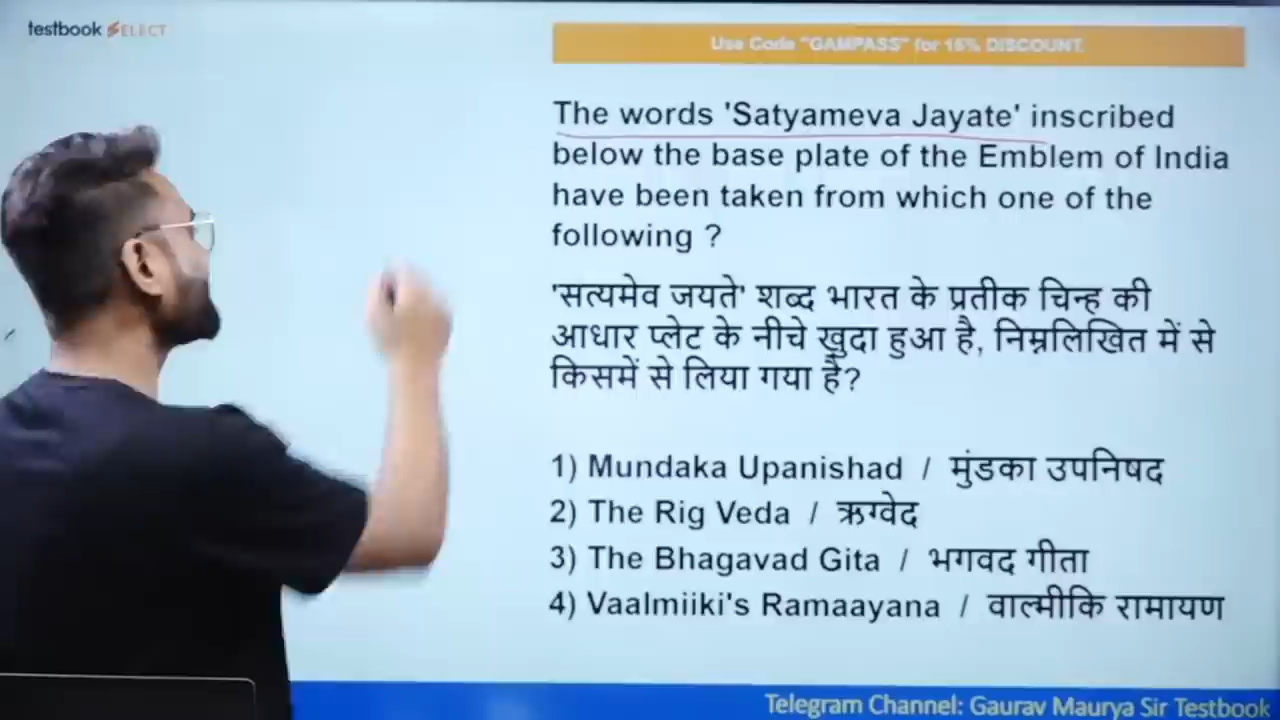 testbook SELECT
Use Code "GAMPASS" for 15% DISCOUNT
The words 'Satyameva Jayate' inscribed
below the base plate of the Emblem of India
have been taken from which one of the
following ?
'सत्यमेव जयते' शब्द भारत के प्रतीक चिन्ह की
आधार प्लेट के नीचे खुदा हुआ है, निम्नलिखित में से
किसमें से लिया गया है?
1) Mundaka Upanishad / मुंडका उपनिषद
2) The Rig Veda / ऋग्वेद
3) The Bhagavad Gita / भगवद गीता
4) Vaalmiiki's Ramaayana / वाल्मीकि रामायण
Telegram Channel: Gaurav Maurya Sir Testbook